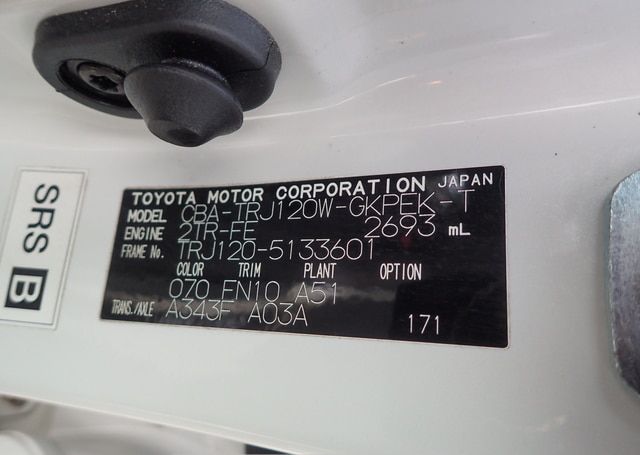 TOYOTA MOTOR CORPORATION JAPAN
MODEL CBA-TRJ120W-GKPEK-T
ENGINE 2TR-FE 2693 mL
FRAME No. TRJ120-5133601
COLOR TRIM PLANT OPTION
070 FN10 A51
TRANS./AXLE A343F A03A
171
SRS B